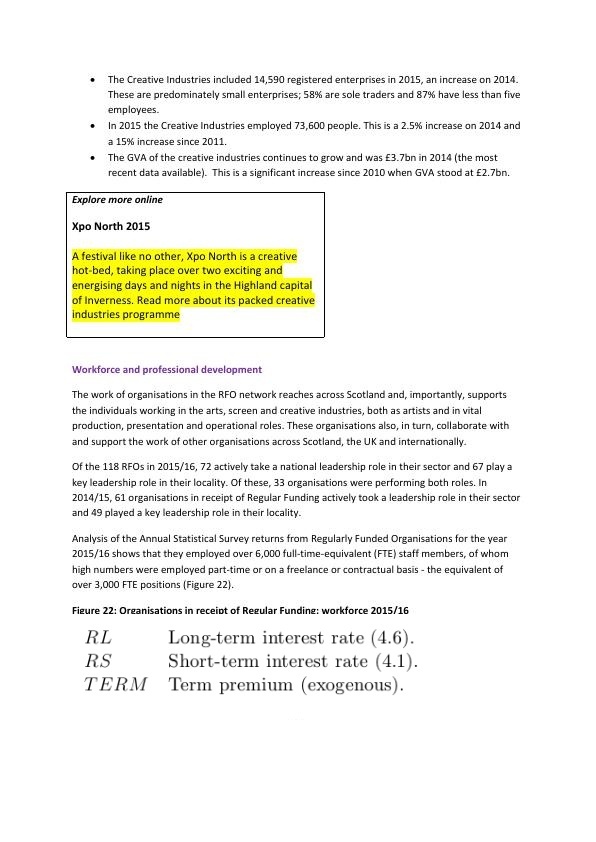 • The Creative Industries included 14,590 registered enterprises in 2015, an increase on 2014.
These are predominately small enterprises; 58% are sole traders and 87% have less than five
employees.
• In 2015 the Creative Industries employed 73,600 people. This is a 2.5% increase on 2014 and
a 15% increase since 2011.
• The GVA of the creative industries continues to grow and was £3.7bn in 2014 (the most
recent data available). This is a significant increase since 2010 when GVA stood at £2.7bn.
Explore more online
Xpo North 2015
A festival like no other, Xpo North is a creative
hot-bed, taking place over two exciting and
energising days and nights in the Highland capital
of Inverness. Read more about its packed creative
industries programme
Workforce and professional development
The work of organisations in the RFO network reaches across Scotland and, importantly, supports
the individuals working in the arts, screen and creative industries, both as artists and in vital
production, presentation and operational roles. These organisations also, in turn, collaborate with
and support the work of other organisations across Scotland, the UK and internationally.
Of the 118 RFOs in 2015/16, 72 actively take a national leadership role in their sector and 67 play a
key leadership role in their locality. Of these, 33 organisations were performing both roles. In
2014/15, 61 organisations in receipt of Regular Funding actively took a leadership role in their sector
and 49 played a key leadership role in their locality.
Analysis of the Annual Statistical Survey returns from Regularly Funded Organisations for the year
2015/16 shows that they employed over 6,000 full-time-equivalent (FTE) staff members, of whom
high numbers were employed part-time or on a freelance or contractual basis - the equivalent of
over 3,000 FTE positions (Figure 22).
Figure 22: Organisations in receipt of Regular Funding: workforce 2015/16
RL Long-term interest rate (4.6).
RS Short-term interest rate (4.1).
TERM Term premium (exogenous).